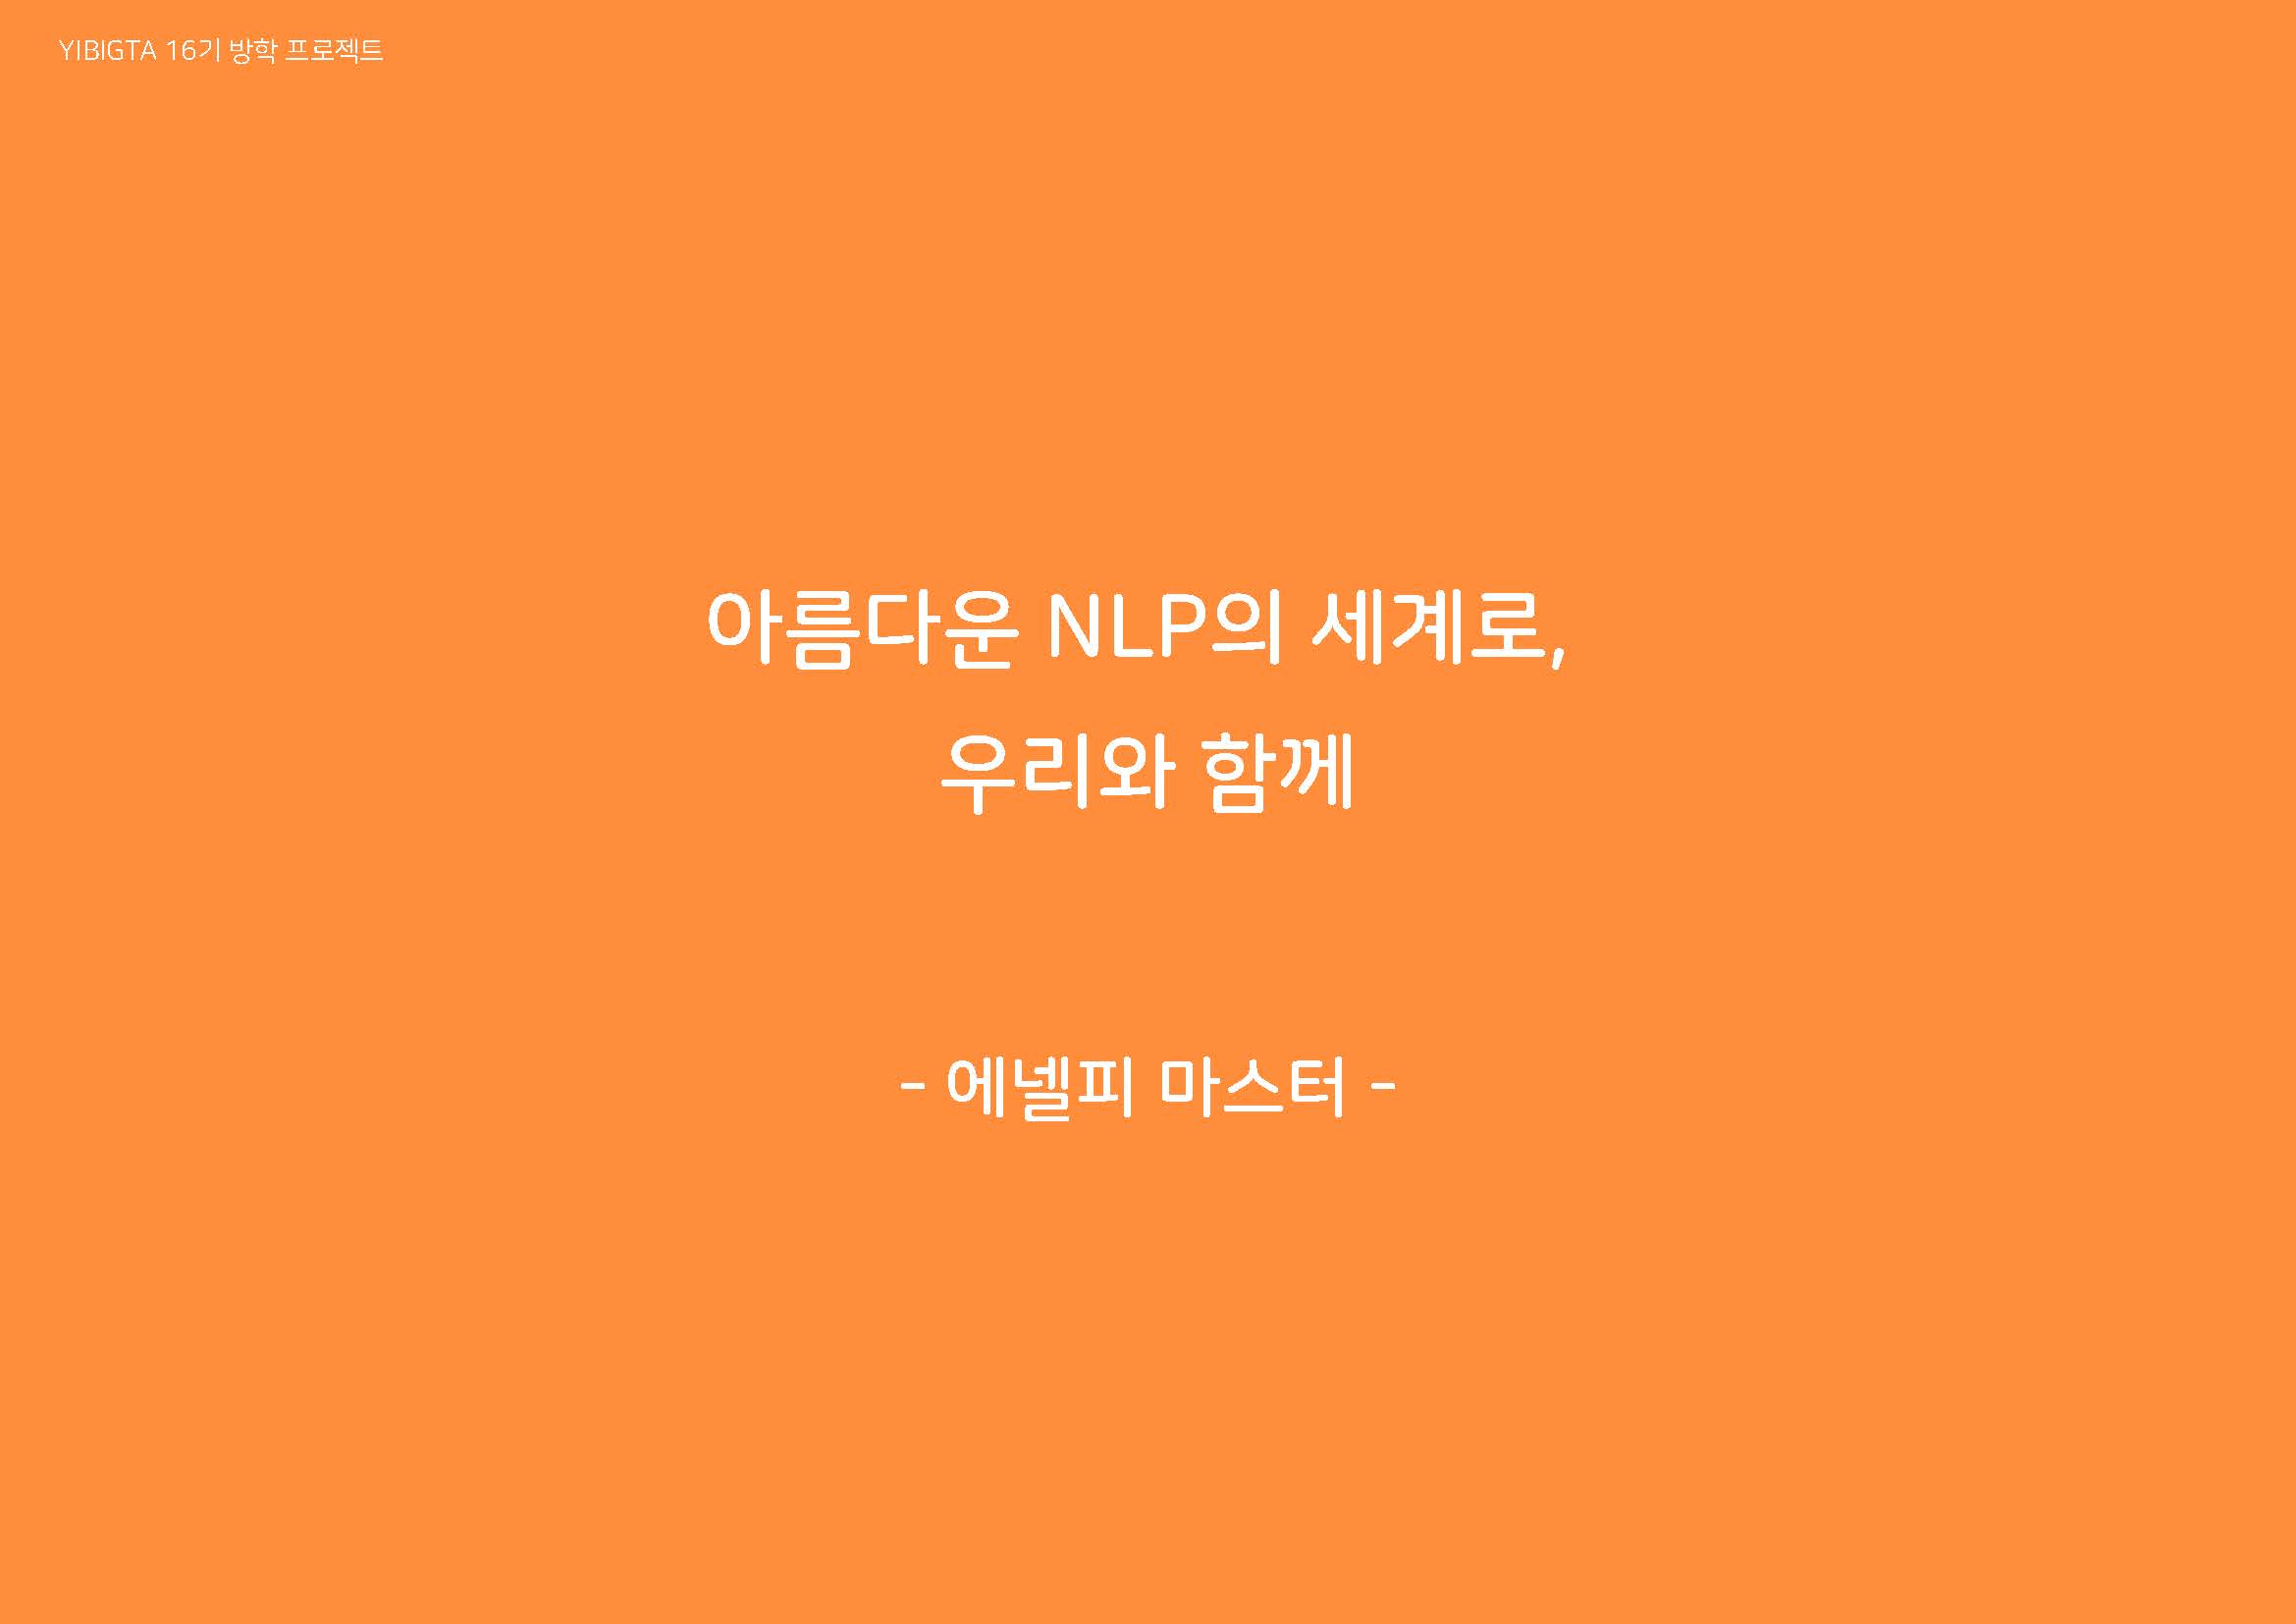 YIBIGTA 16기 방학 프로젝트
아름다운 NLP의 세계로,
우리와 함께
- 에넬피 마스터 -